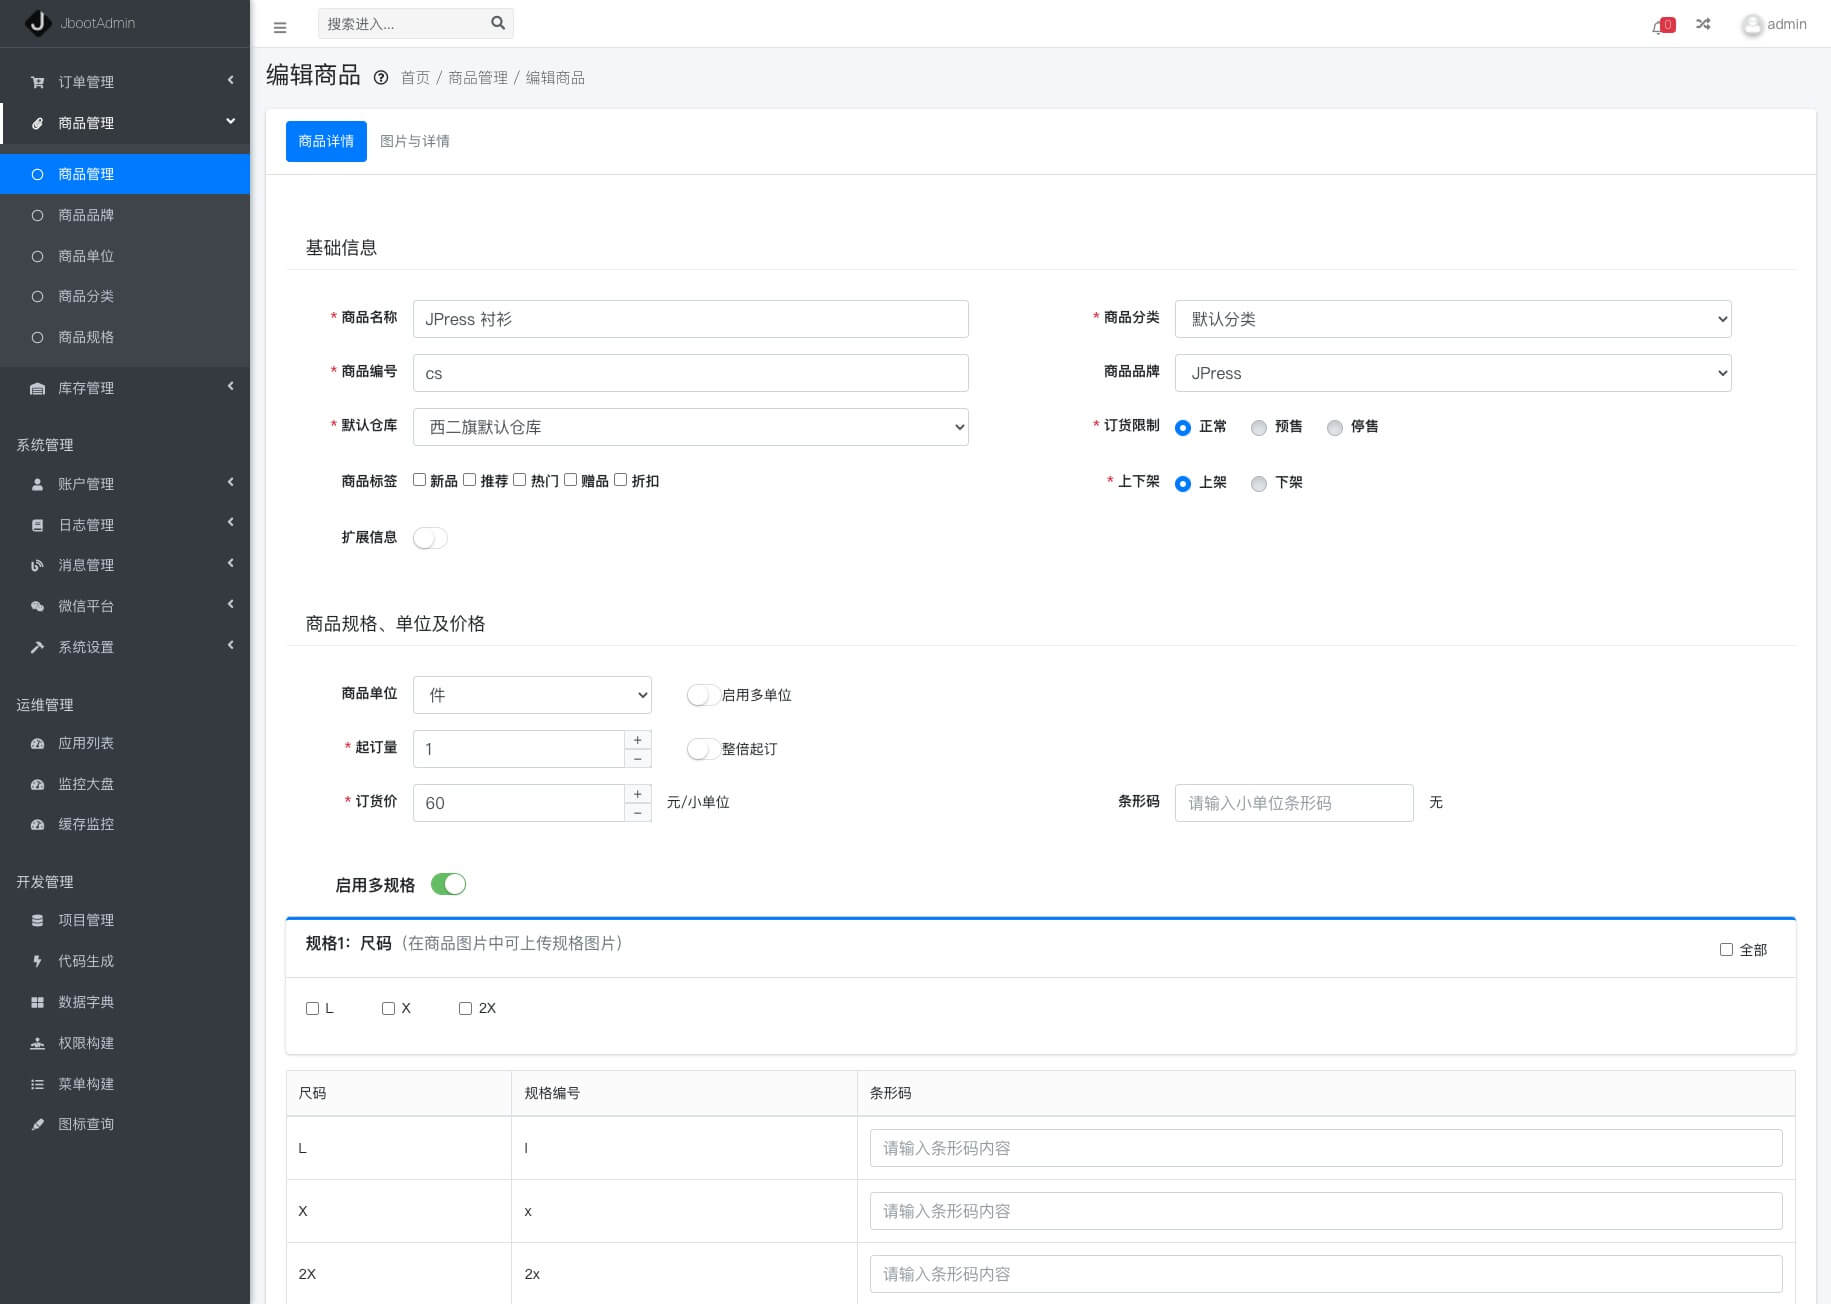 JbootAdmin
搜索进入...
0
admin
订单管理
商品管理
商品管理
商品品牌
商品单位
商品分类
商品规格
库存管理
系统管理
账户管理
日志管理
消息管理
微信平台
系统设置
运维管理
应用列表
监控大盘
缓存监控
开发管理
项目管理
代码生成
数据字典
权限构建
菜单构建
图标查询
编辑商品 首页 / 商品管理 / 编辑商品
商品详情 图片与详情
基础信息
* 商品名称 JPress 衬衫 * 商品分类 默认分类
* 商品编号 cs 商品品牌 JPress
* 默认仓库 西二旗默认仓库 * 订货限制 正常 预售 停售
商品标签 新品 推荐 热门 赠品 折扣 * 上下架 上架 下架
扩展信息
商品规格、单位及价格
商品单位 件 启用多单位
* 起订量 1 + − 整倍起订
* 订货价 60 + − 元/小单位 条形码 请输入小单位条形码 无
启用多规格
规格1：尺码（在商品图片中可上传规格图片） 全部
L X 2X
尺码 规格编号 条形码
L l 请输入条形码内容
X x 请输入条形码内容
2X 2x 请输入条形码内容